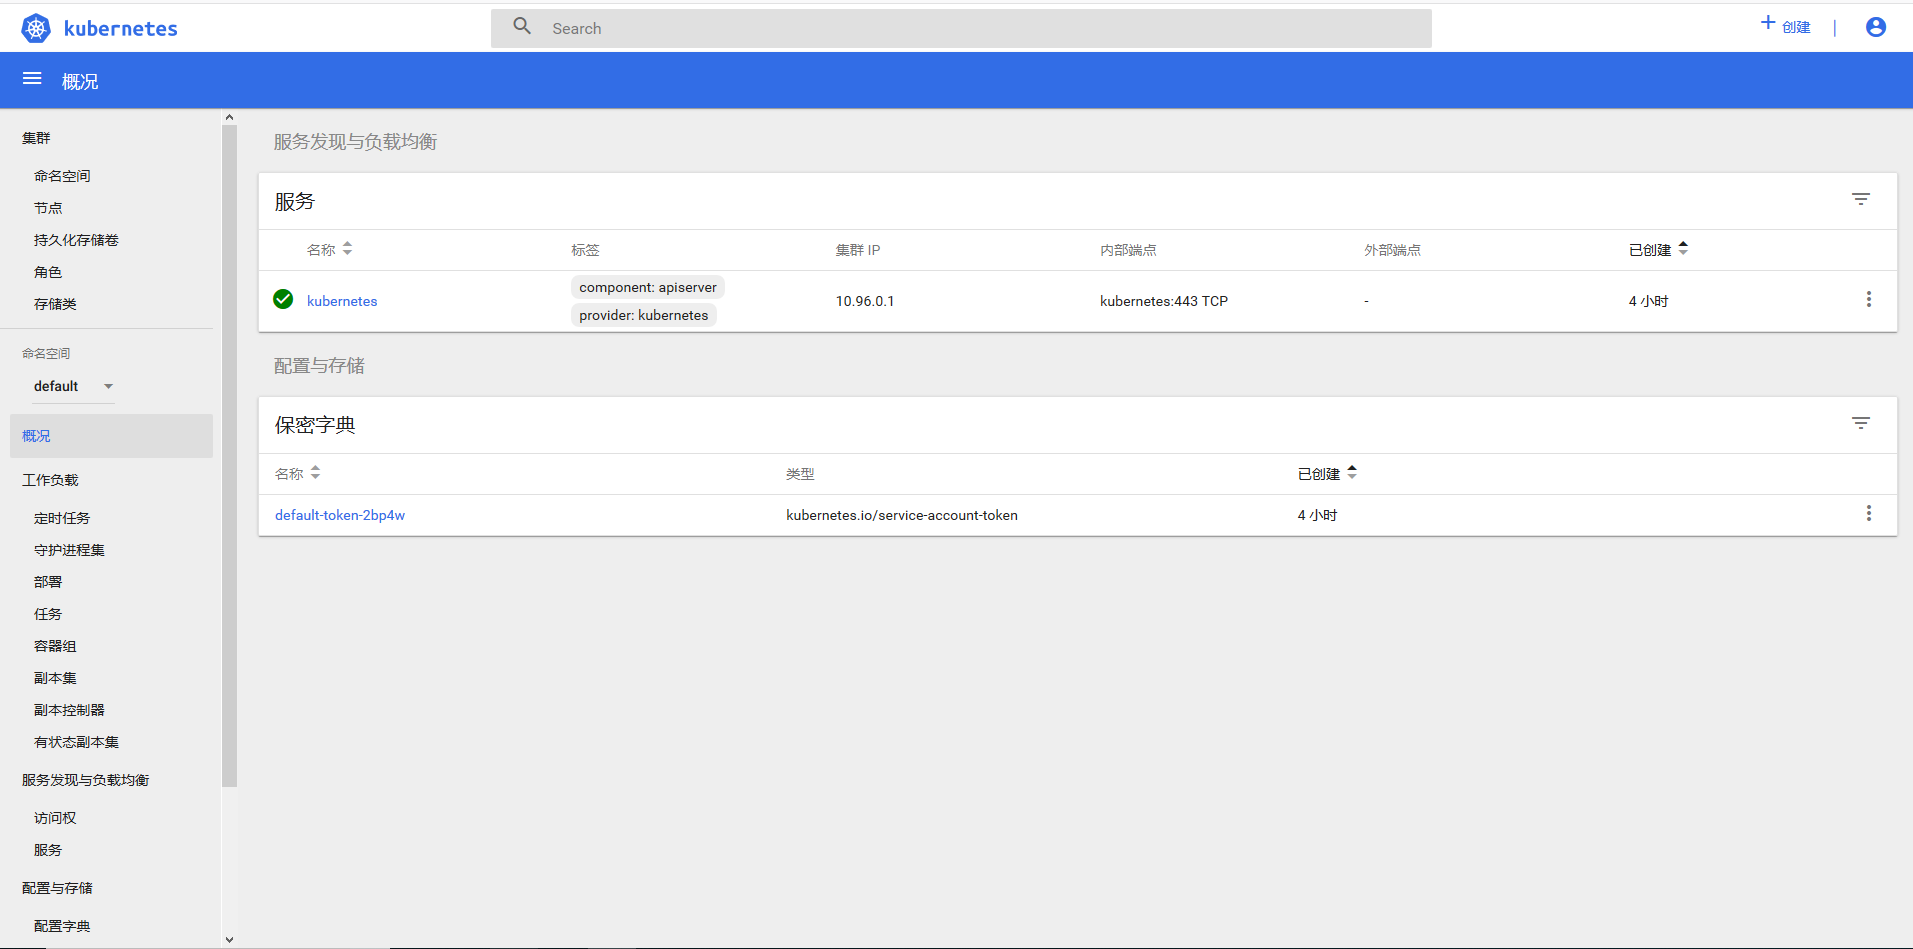 kubernetes
Search
创建 |
概况
集群
命名空间
节点
持久化存储卷
角色
存储类
命名空间
default
概况
工作负载
定时任务
守护进程集
部署
任务
容器组
副本集
副本控制器
有状态副本集
服务发现与负载均衡
访问权
服务
配置与存储
配置字典
服务发现与负载均衡
服务
名称 标签 集群 IP 内部端点 外部端点 已创建
kubernetes component: apiserver provider: kubernetes 10.96.0.1 kubernetes:443 TCP - 4 小时
配置与存储
保密字典
名称 类型 已创建
default-token-2bp4w kubernetes.io/service-account-token 4 小时